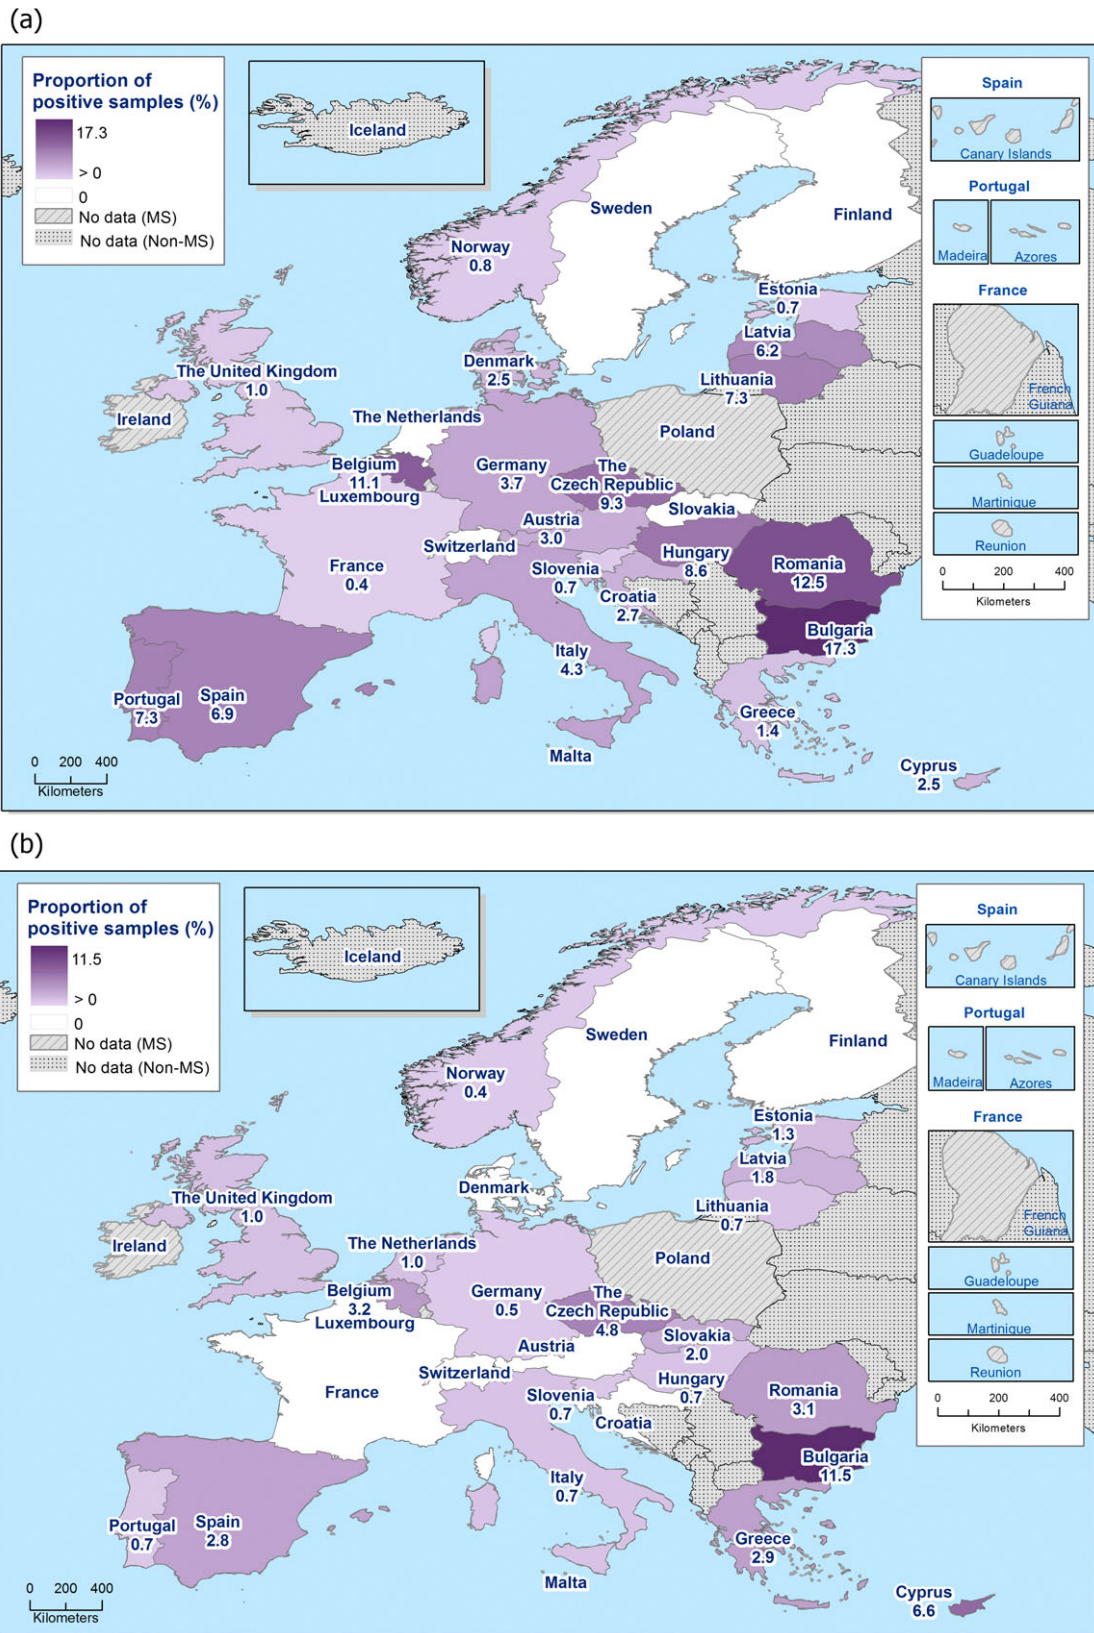 (a)
Proportion of
positive samples (%)
17.3
> 0
0
No data (MS)
No data (Non-MS)
Iceland
Spain
Canary Islands
Portugal
Madeira
Azores
France
French
Guiana
Guadeloupe
Martinique
Reunion
0 200 400
Kilometers
Sweden
Finland
Norway
0.8
Estonia
0.7
Latvia
6.2
Denmark
2.5
Lithuania
7.3
The United Kingdom
1.0
Ireland
The Netherlands
Poland
Belgium
11.1
Luxembourg
Germany
3.7
The
Czech Republic
9.3
Slovakia
Austria
3.0
Switzerland
France
0.4
Slovenia
0.7
Hungary
8.6
Romania
12.5
Croatia
2.7
Bulgaria
17.3
Italy
4.3
Portugal
7.3
Spain
6.9
Greece
1.4
Malta
Cyprus
2.5
0 200 400
Kilometers
(b)
Proportion of
positive samples (%)
11.5
> 0
0
No data (MS)
No data (Non-MS)
Iceland
Spain
Canary Islands
Portugal
Madeira
Azores
France
French
Guiana
Guadeloupe
Martinique
Reunion
0 200 400
Kilometers
Sweden
Finland
Norway
0.4
Estonia
1.3
Latvia
1.8
Denmark
Lithuania
0.7
The United Kingdom
1.0
Ireland
The Netherlands
1.0
Poland
Belgium
3.2
Luxembourg
Germany
0.5
The
Czech Republic
4.8
Slovakia
2.0
Austria
Switzerland
France
Slovenia
0.7
Hungary
0.7
Romania
3.1
Croatia
Bulgaria
11.5
Italy
0.7
Portugal
0.7
Spain
2.8
Greece
2.9
Malta
Cyprus
6.6
0 200 400
Kilometers